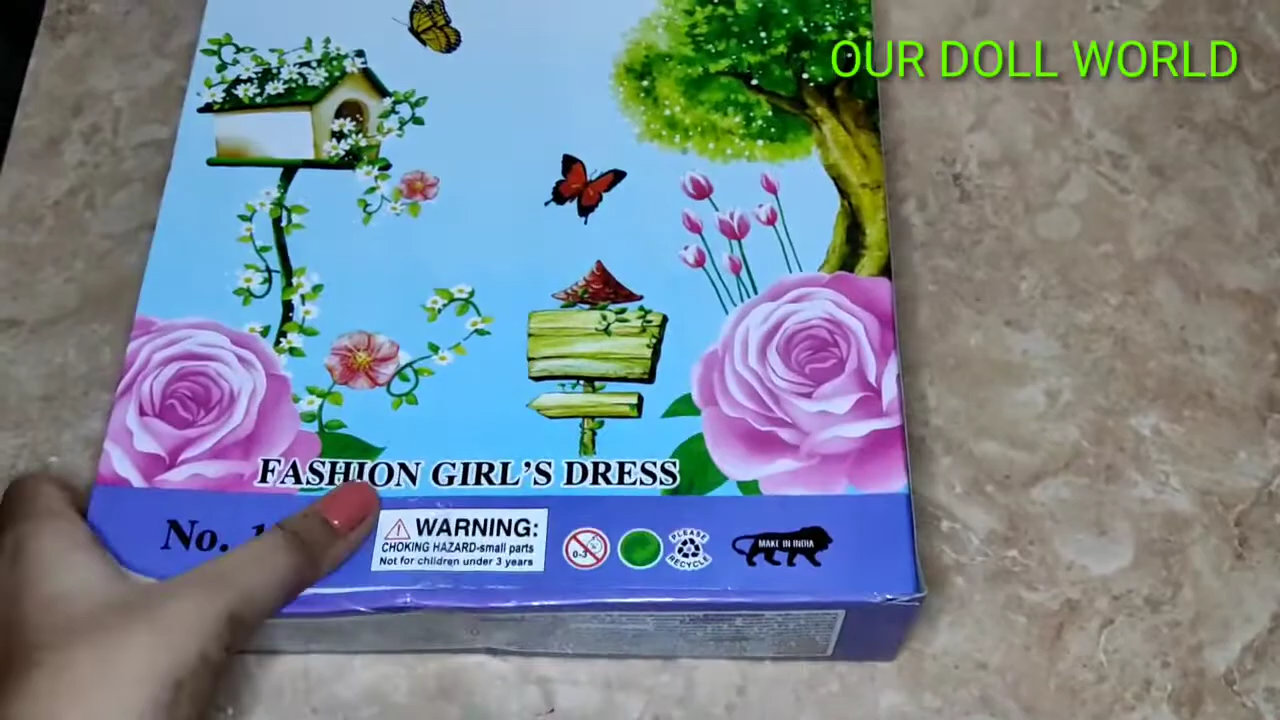 OUR DOLL WORLD
FASHION GIRL'S DRESS
No.
WARNING:
CHOKING HAZARD-small parts
Not for children under 3 years
0-3
PLEASE
RECYCLE
MAKE IN INDIA